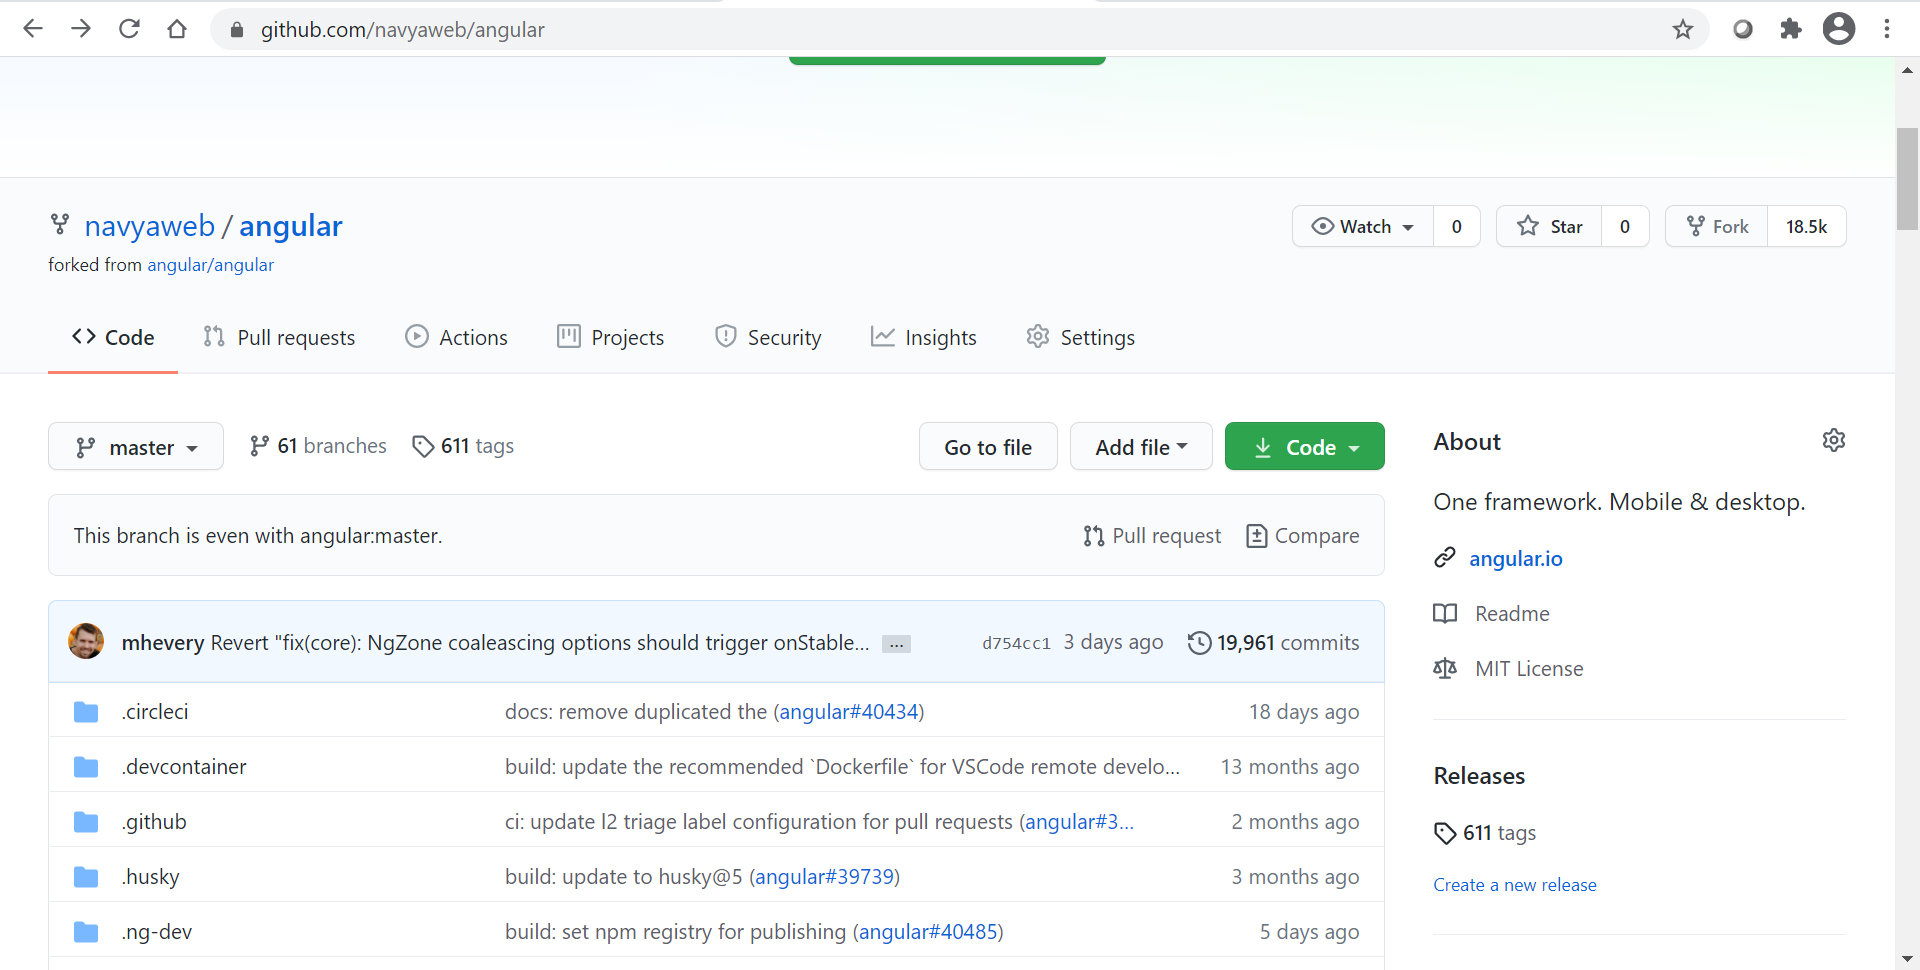 github.com/navyaweb/angular
navyaweb / angular
Watch 0 Star 0 Fork 18.5k
forked from angular/angular
Code Pull requests Actions Projects Security Insights Settings
master 61 branches 611 tags Go to file Add file Code
This branch is even with angular:master. Pull request Compare
mhevery Revert "fix(core): NgZone coaleascing options should trigger onStable... ... d754cc1 3 days ago 19,961 commits
.circleci docs: remove duplicated the (angular#40434) 18 days ago
.devcontainer build: update the recommended `Dockerfile` for VSCode remote develo... 13 months ago
.github ci: update l2 triage label configuration for pull requests (angular#3... 2 months ago
.husky build: update to husky@5 (angular#39739) 3 months ago
.ng-dev build: set npm registry for publishing (angular#40485) 5 days ago
About
One framework. Mobile & desktop.
angular.io
Readme
MIT License
Releases
611 tags
Create a new release